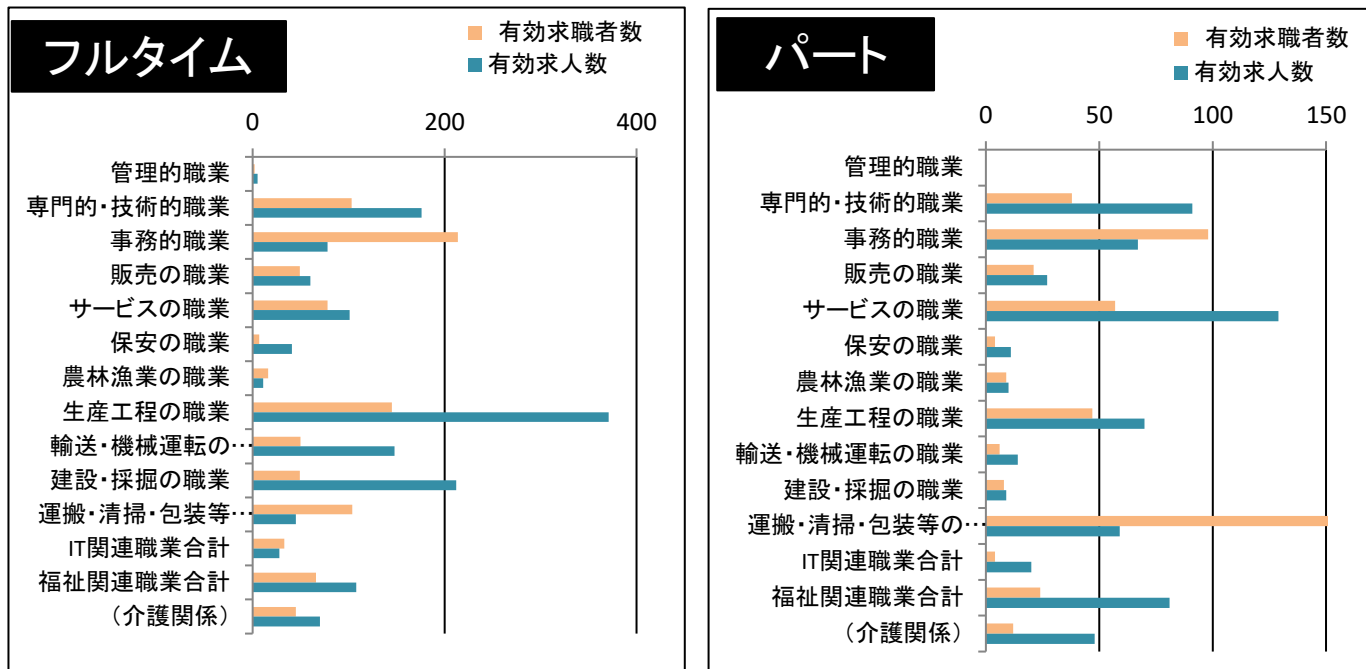 フルタイム
有効求職者数
有効求人数
0 200 400
管理的職業
専門的・技術的職業
事務的職業
販売の職業
サービスの職業
保安の職業
農林漁業の職業
生産工程の職業
輸送・機械運転の…
建設・採掘の職業
運搬・清掃・包装等…
IT関連職業合計
福祉関連職業合計
（介護関係）
パート
有効求職者数
有効求人数
0 50 100 150
管理的職業
専門的・技術的職業
事務的職業
販売の職業
サービスの職業
保安の職業
農林漁業の職業
生産工程の職業
輸送・機械運転の職業
建設・採掘の職業
運搬・清掃・包装等の…
IT関連職業合計
福祉関連職業合計
（介護関係）